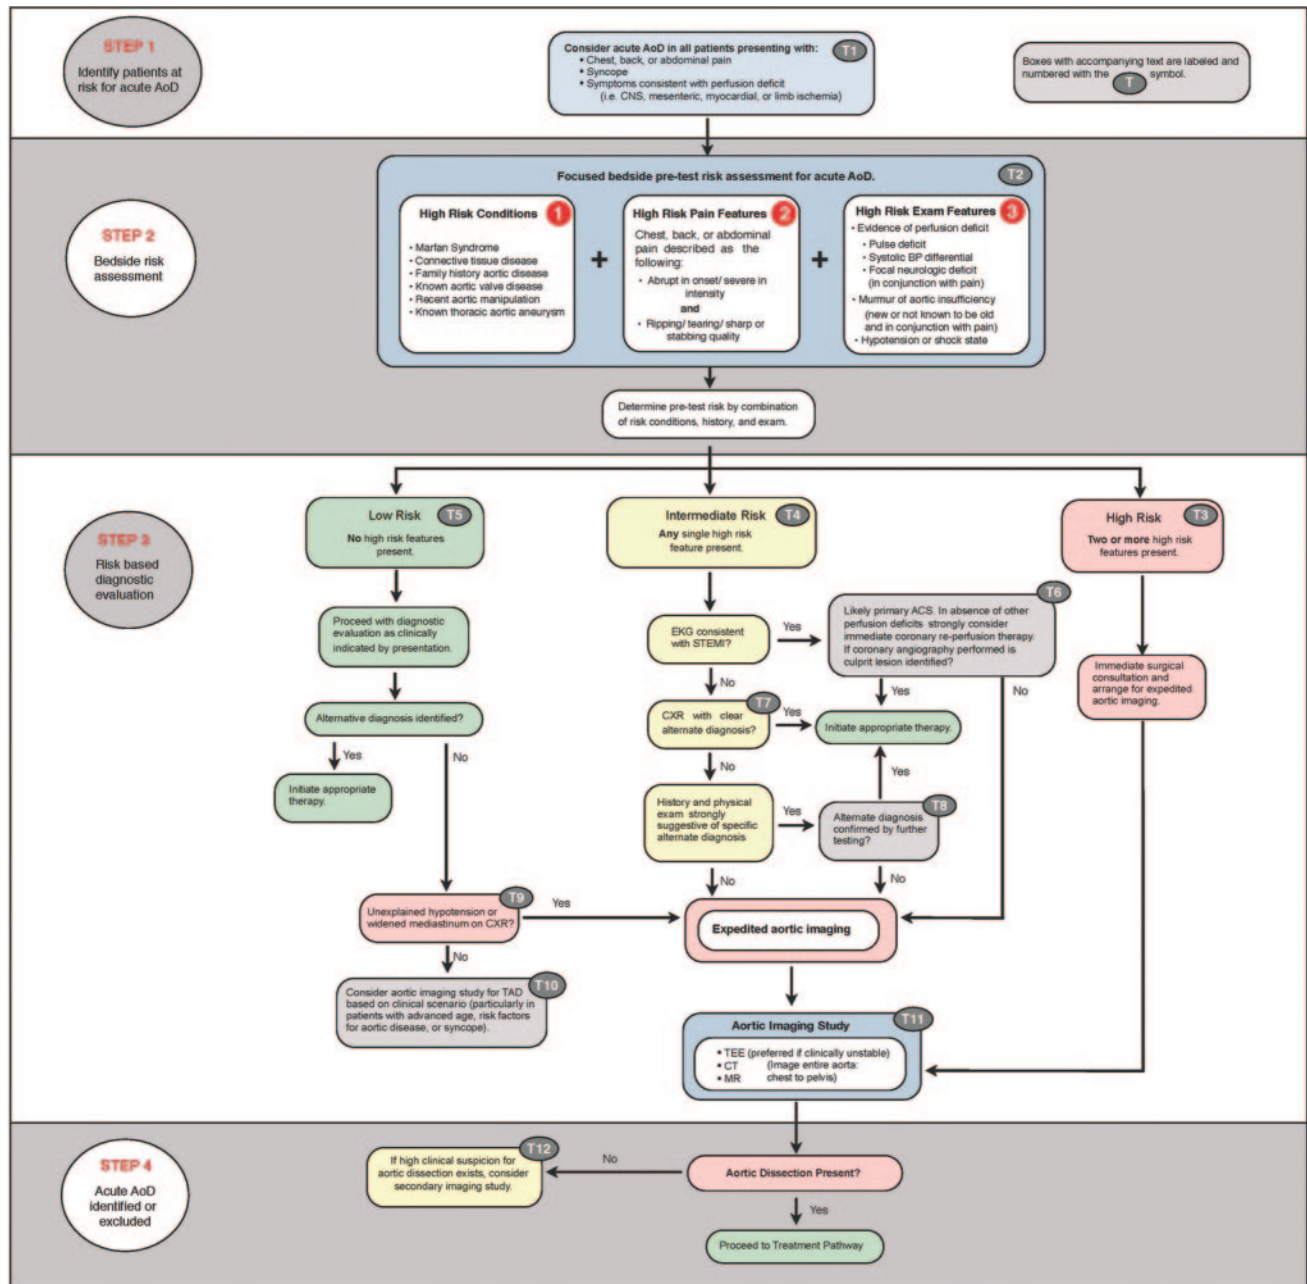 STEP 1
Identify patients at
risk for acute AoD
Consider acute AoD in all patients presenting with:
T1
• Chest, back, or abdominal pain
• Syncope
• Symptoms consistent with perfusion deficit
(i.e. CNS, mesenteric, myocardial, or limb ischemia)
Boxes with accompanying text are labeled and
numbered with the T symbol.
STEP 2
Bedside risk
assessment
Focused bedside pre-test risk assessment for acute AoD.
T2
High Risk Conditions
1
• Marfan Syndrome
• Connective tissue disease
• Family history aortic disease
• Known aortic valve disease
• Recent aortic manipulation
• Known thoracic aortic aneurysm
+
High Risk Pain Features
2
Chest, back, or abdominal
pain described as the
following:
• Abrupt in onset/ severe in
intensity
and
• Ripping/ tearing/ sharp or
stabbing quality
+
High Risk Exam Features
3
• Evidence of perfusion deficit
• Pulse deficit
• Systolic BP differential
• Focal neurologic deficit
(in conjunction with pain)
• Murmur of aortic insufficiency
(new or not known to be old
and in conjunction with pain)
• Hypotension or shock state
Determine pre-test risk by combination
of risk conditions, history, and exam.
STEP 3
Risk based
diagnostic
evaluation
Low Risk
T5
No high risk features
present.
Proceed with diagnostic
evaluation as clinically
indicated by presentation.
Alternative diagnosis identified?
Yes
No
Initiate appropriate
therapy.
T9
Unexplained hypotension or
widened mediastinum on CXR?
Yes
No
T10
Consider aortic imaging study for TAD
based on clinical scenario (particularly in
patients with advanced age, risk factors
for aortic disease, or syncope).
Intermediate Risk
T4
Any single high risk
feature present.
EKG consistent
with STEMI?
Yes
No
T6
Likely primary ACS. In absence of other
perfusion deficits strongly consider
immediate coronary re-perfusion therapy.
If coronary angiography performed is
culprit lesion identified?
Yes
No
T7
CXR with clear
alternate diagnosis?
Yes
No
Initiate appropriate therapy.
Yes
History and physical
exam strongly
suggestive of specific
alternate diagnosis
Yes
No
T8
Alternate diagnosis
confirmed by further
testing?
No
Expedited aortic imaging
High Risk
T3
Two or more high risk
features present.
Immediate surgical
consultation and
arrange for expedited
aortic imaging.
Aortic Imaging Study
T11
• TEE (preferred if clinically unstable)
• CT (Image entire aorta:
• MR chest to pelvis)
STEP 4
Acute AoD
identified or
excluded
T12
If high clinical suspicion for
aortic dissection exists, consider
secondary imaging study.
No
Aortic Dissection Present?
Yes
Proceed to Treatment Pathway